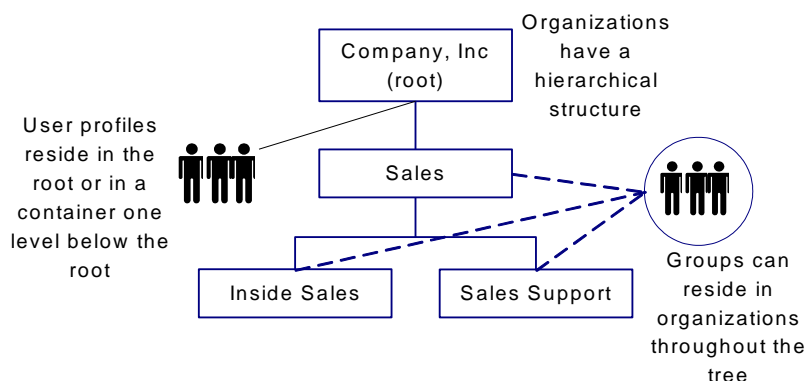 Company, Inc
(root)
Organizations
have a
hierarchical
structure
User profiles
reside in the
root or in a
container one
level below the
root
Sales
Inside Sales
Sales Support
Groups can
reside in
organizations
throughout the
tree